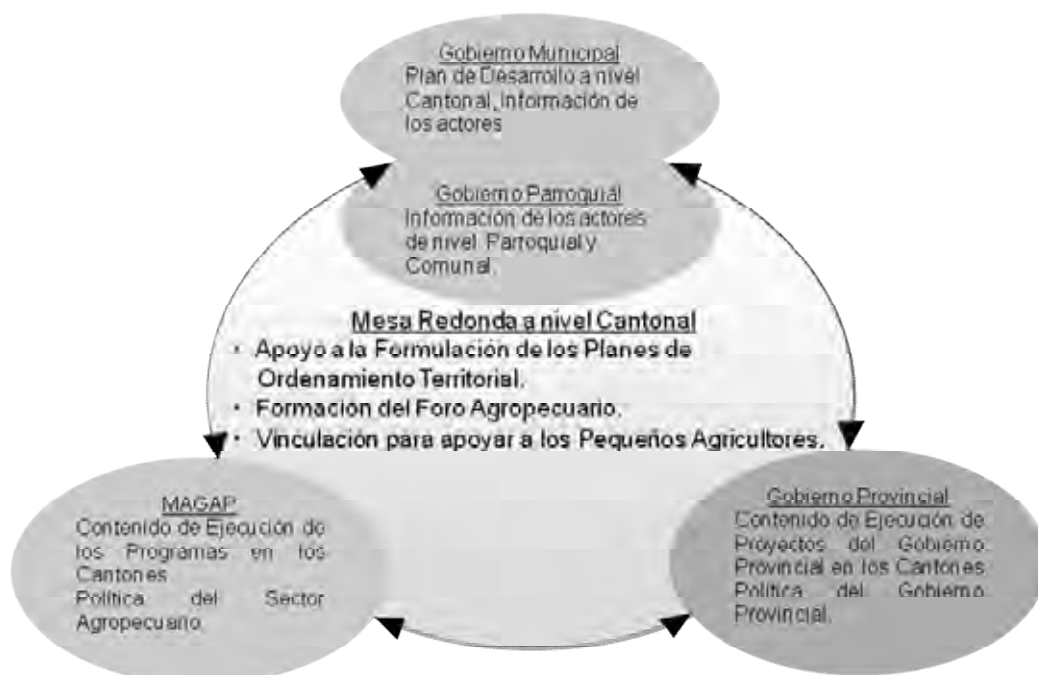 Gobierno Municipal
Plan de Desarrollo a nivel
Cantonal, Información de
los actores
Gobierno Parroquial
Información de los actores
de nivel Parroquial y
Comunal.
Mesa Redonda a nivel Cantonal
· Apoyo a la Formulación de los Planes de
Ordenamiento Territorial.
· Formación del Foro Agropecuario.
· Vinculación para apoyar a los Pequeños Agricultores.
MAGAP
Contenido de Ejecución de
los Programas en los
Cantones
Política del Sector
Agropecuario
Gobierno Provincial
Contenido de Ejecución de
Proyectos del Gobierno
Provincial en los Cantones
Política del Gobierno
Provincial.